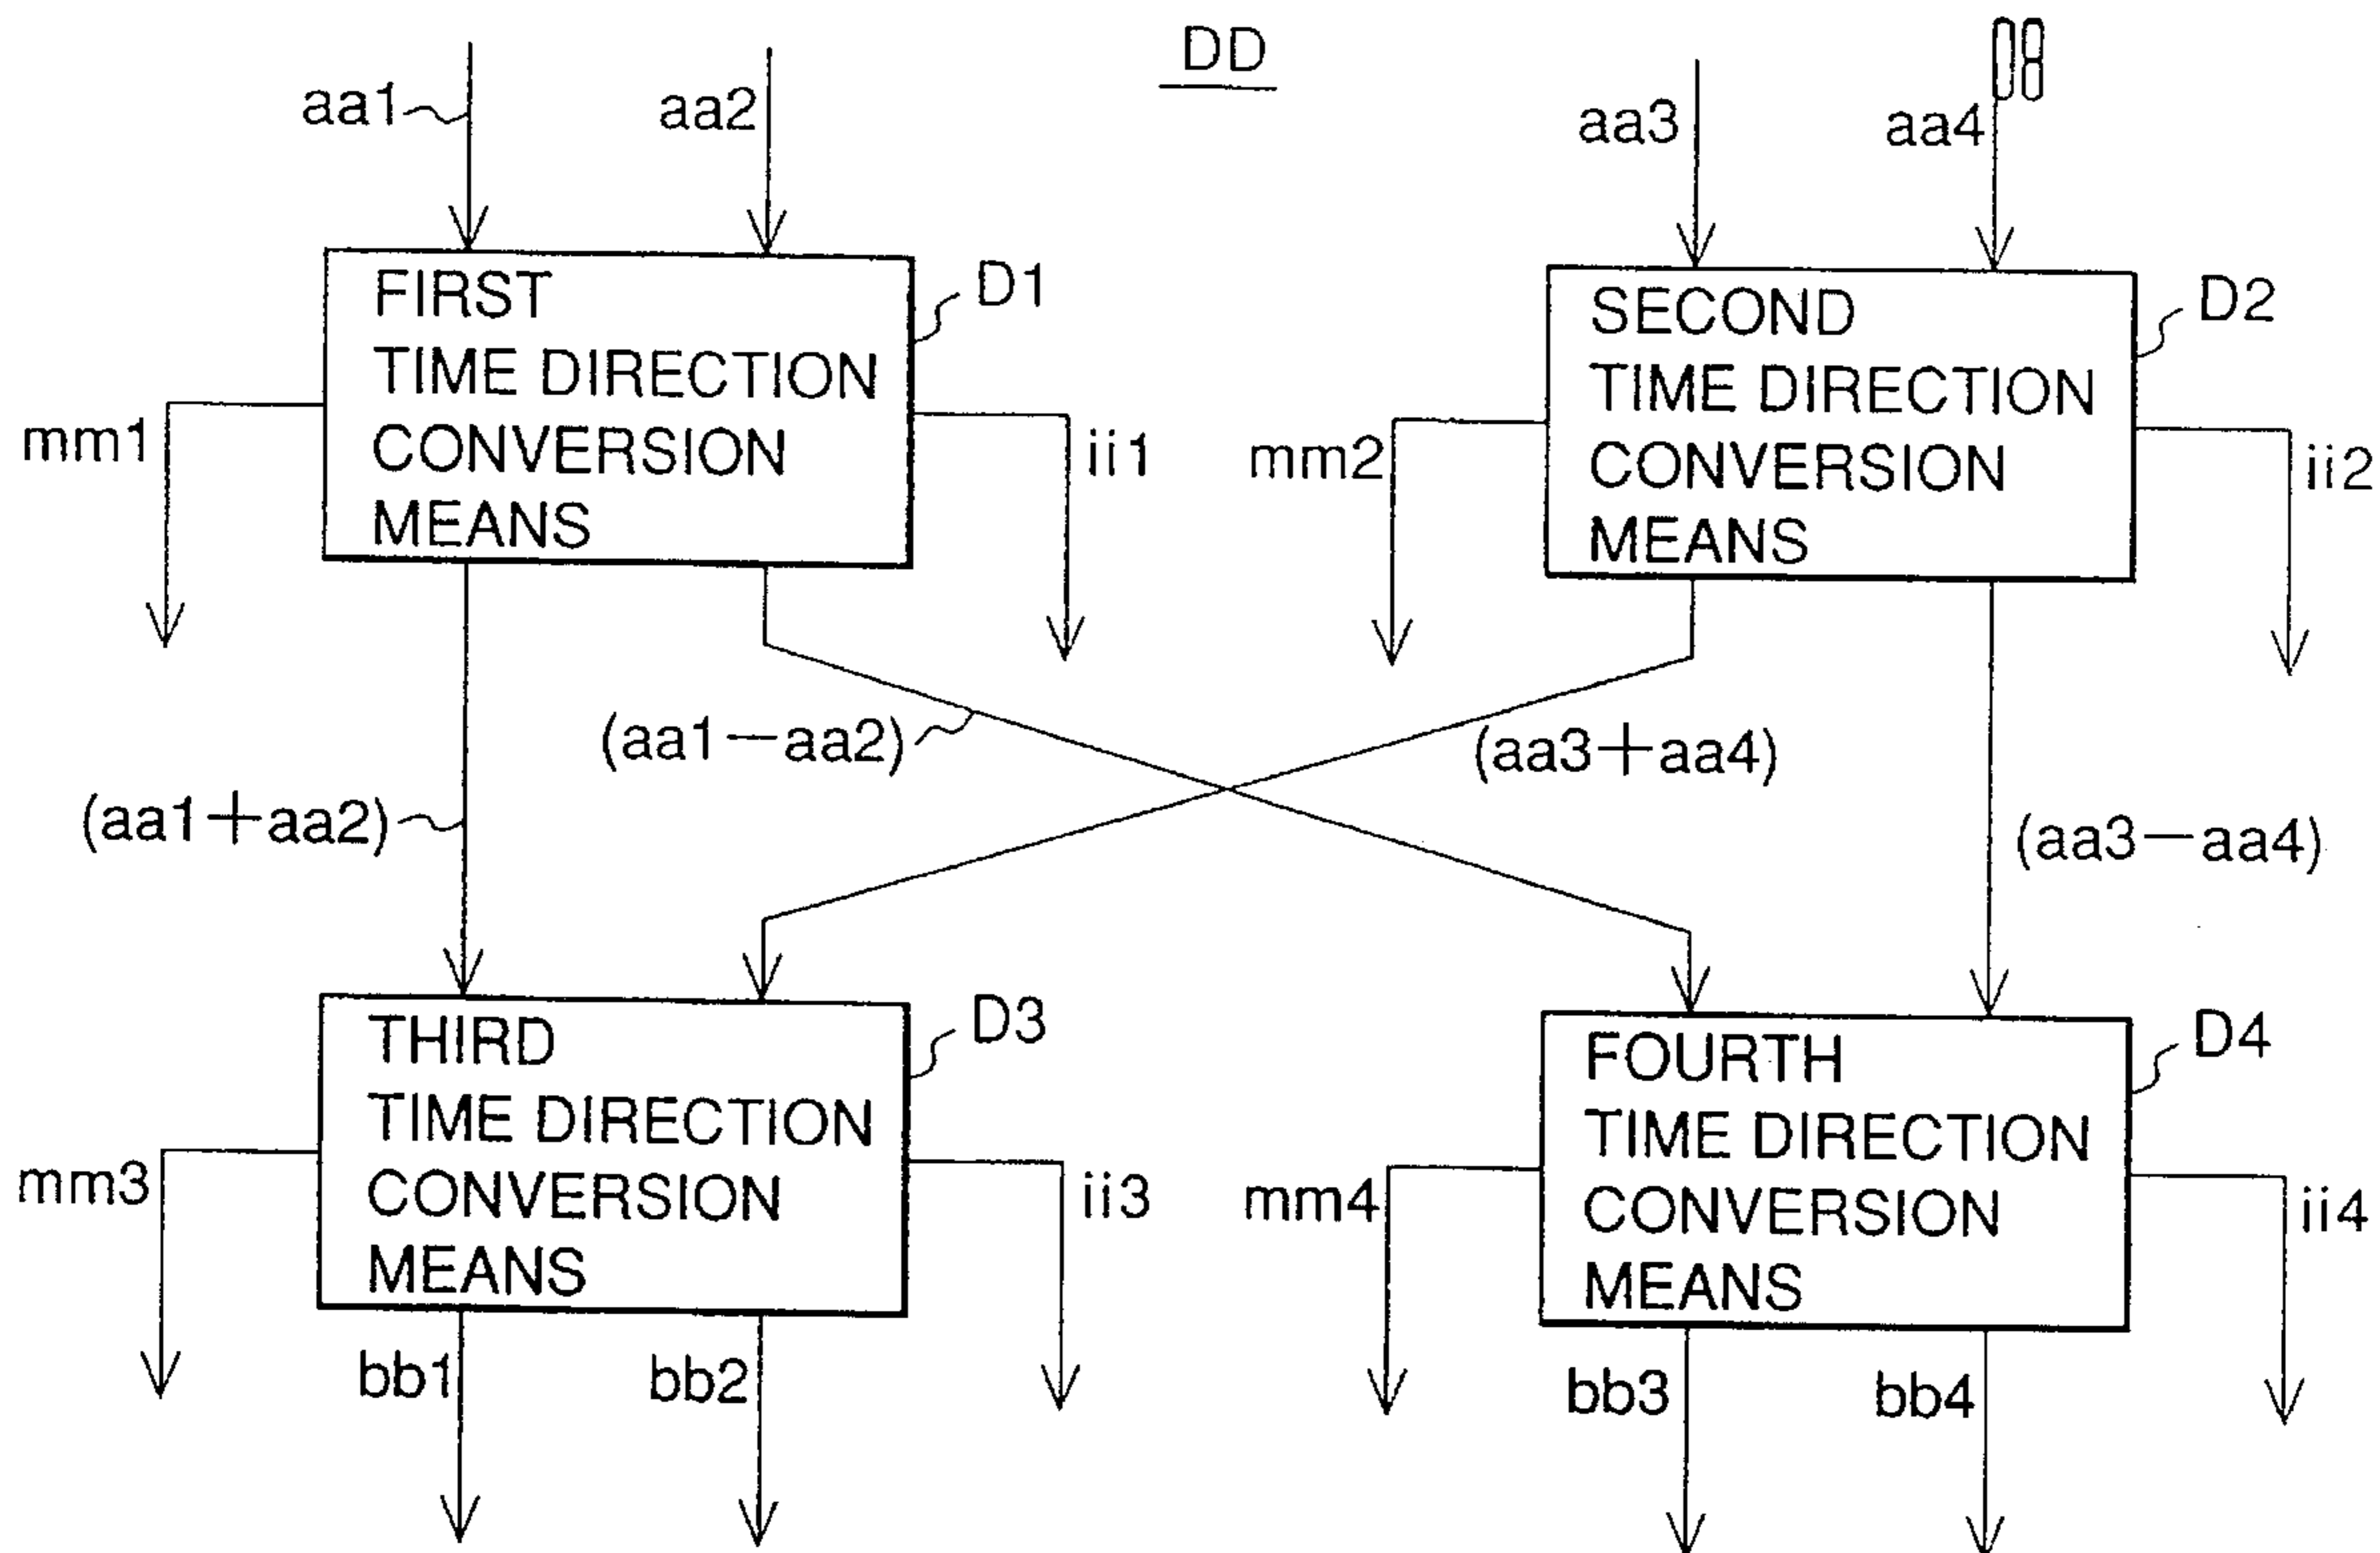 DD
aa1
aa2
aa3
aa4
FIRST
TIME DIRECTION
CONVERSION
MEANS
D1
SECOND
TIME DIRECTION
CONVERSION
MEANS
D2
mm1
ii1
mm2
ii2
(aa1-aa2)
(aa3+aa4)
(aa1+aa2)
(aa3-aa4)
THIRD
TIME DIRECTION
CONVERSION
MEANS
D3
FOURTH
TIME DIRECTION
CONVERSION
MEANS
D4
mm3
ii3
mm4
ii4
bb1
bb2
bb3
bb4